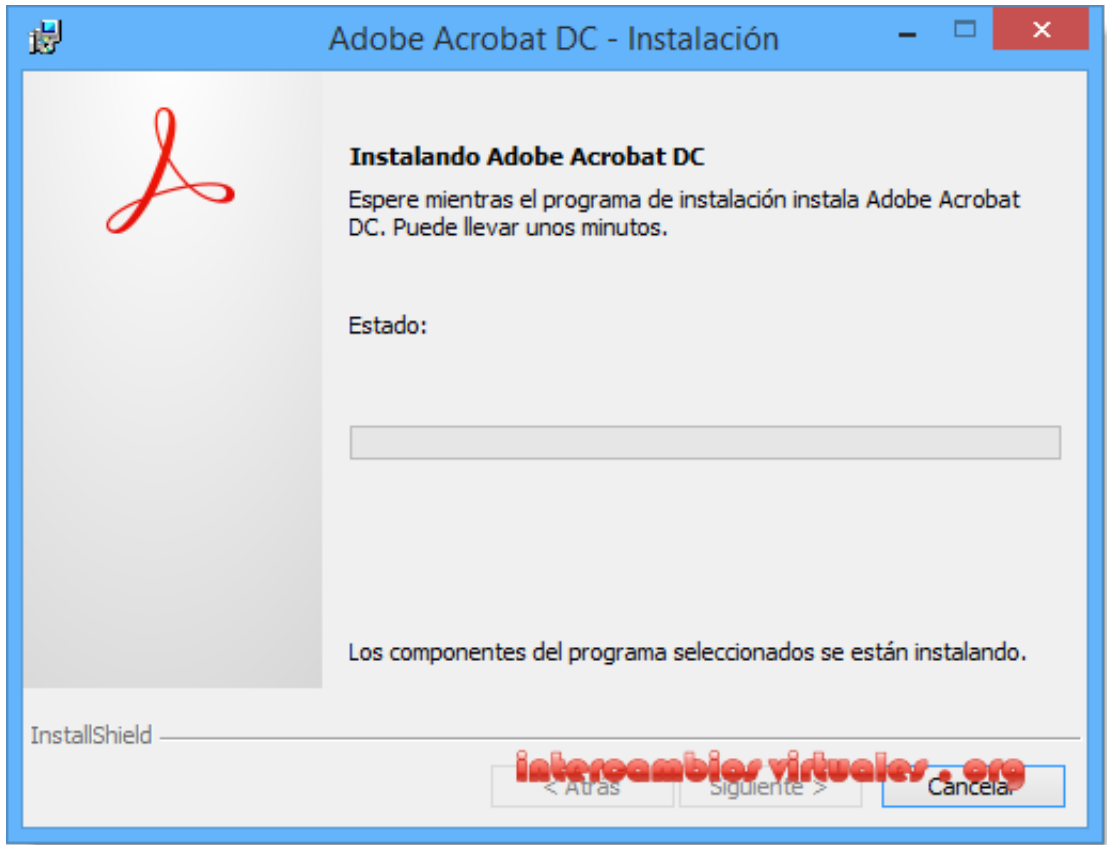 Adobe Acrobat DC - Instalación
Instalando Adobe Acrobat DC
Espere mientras el programa de instalación instala Adobe Acrobat
DC. Puede llevar unos minutos.
Estado:
Los componentes del programa seleccionados se están instalando.
InstallShield
intercambios virtuales . org
< Atrás
Siguiente >
Cancelar